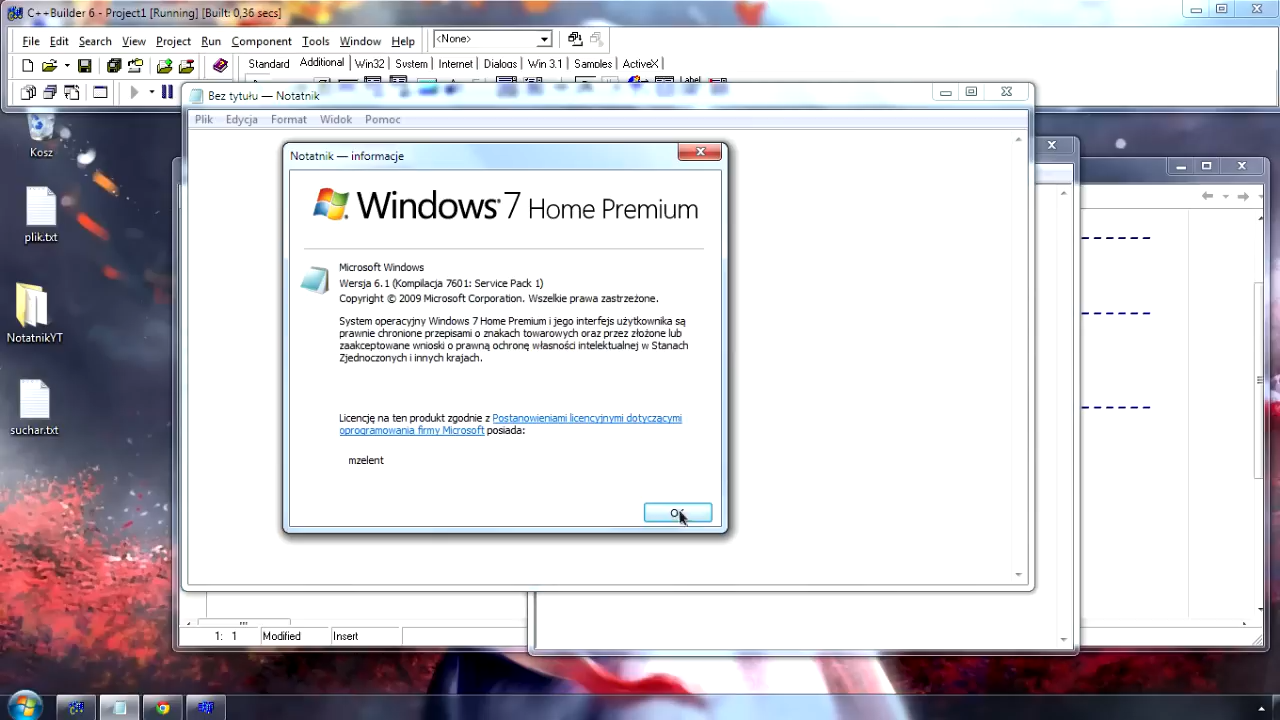 C++Builder 6 - Project1 [Running] [Built: 0,36 secs]
File Edit Search View Project Run Component Tools Window Help
<None>
Standard Additional Win32 System Internet Dialogs Win 3.1 Samples ActiveX
Bez tytułu — Notatnik
Plik Edycja Format Widok Pomoc
Kosz
plik.txt
NotatnikYT
suchar.txt
Notatnik — informacje
Windows 7 Home Premium
Microsoft Windows
Wersja 6.1 (Kompilacja 7601: Service Pack 1)
Copyright © 2009 Microsoft Corporation. Wszelkie prawa zastrzeżone.
System operacyjny Windows 7 Home Premium i jego interfejs użytkownika są
prawnie chronione przepisami o znakach towarowych oraz przez złożone lub
zaakceptowane wnioski o prawną ochronę własności intelektualnej w Stanach
Zjednoczonych i innych krajach.
Licencję na ten produkt zgodnie z Postanowieniami licencyjnymi dotyczącymi
oprogramowania firmy Microsoft posiada:
mzelent
OK
1: 1 Modified Insert